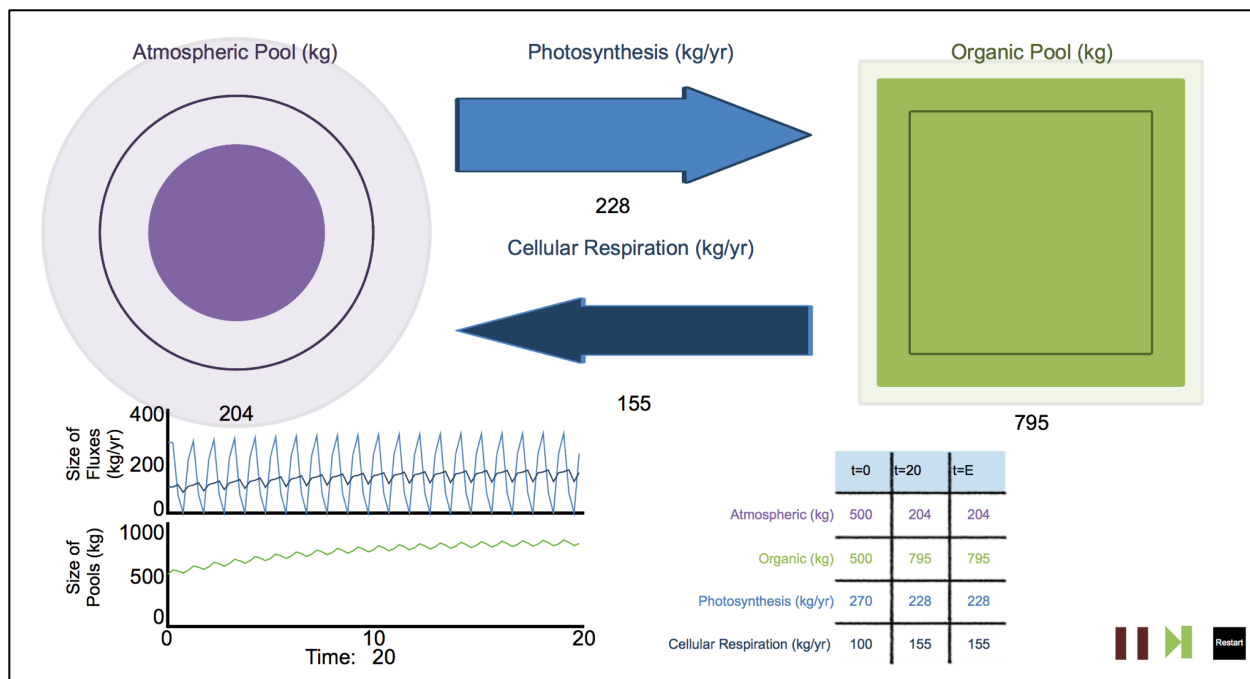 Atmospheric Pool (kg)
Photosynthesis (kg/yr)
Organic Pool (kg)
228
Cellular Respiration (kg/yr)
204
155
795
Size of
Fluxes
(kg/yr)
400
200
0
Size of
Pools (kg)
1000
500
0
0
10
20
Time: 20
t=0 t=20 t=E
Atmospheric (kg) 500 204 204
Organic (kg) 500 795 795
Photosynthesis (kg/yr) 270 228 228
Cellular Respiration (kg/yr) 100 155 155
Restart